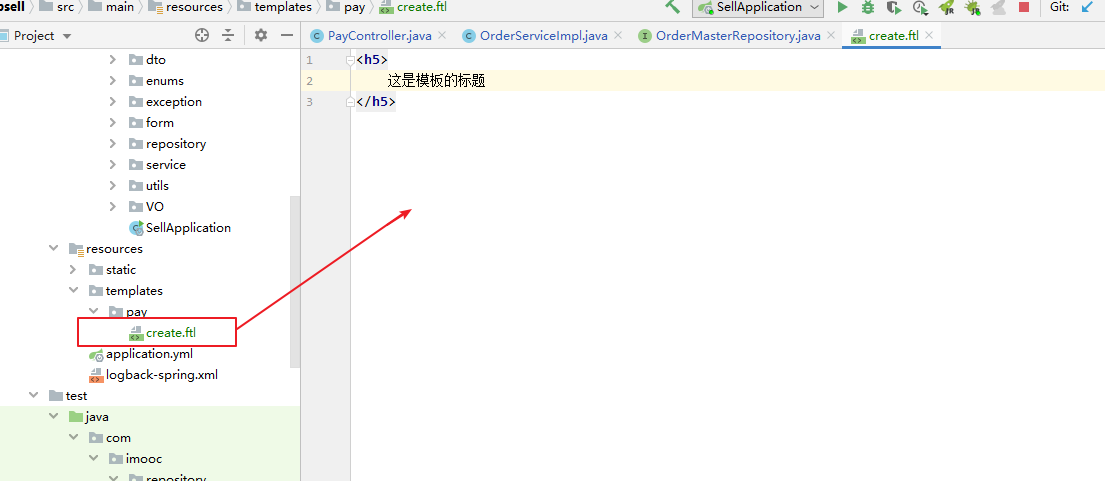 sell src main resources templates pay create.ftl SellApplication Git:
Project PayController.java OrderServiceImpl.java OrderMasterRepository.java create.ftl
dto
enums
exception
form
repository
service
utils
VO
SellApplication
resources
static
templates
pay
create.ftl
application.yml
logback-spring.xml
test
java
com
imooc
repository
1 <h5>
2 这是模板的标题
3 </h5>